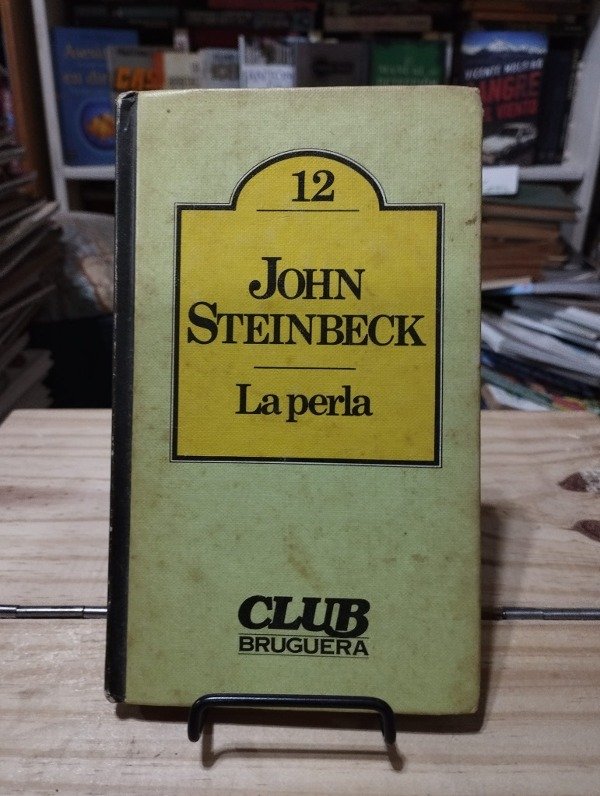 12
JOHN
STEINBECK
La perla
CLUB
BRUGUERA